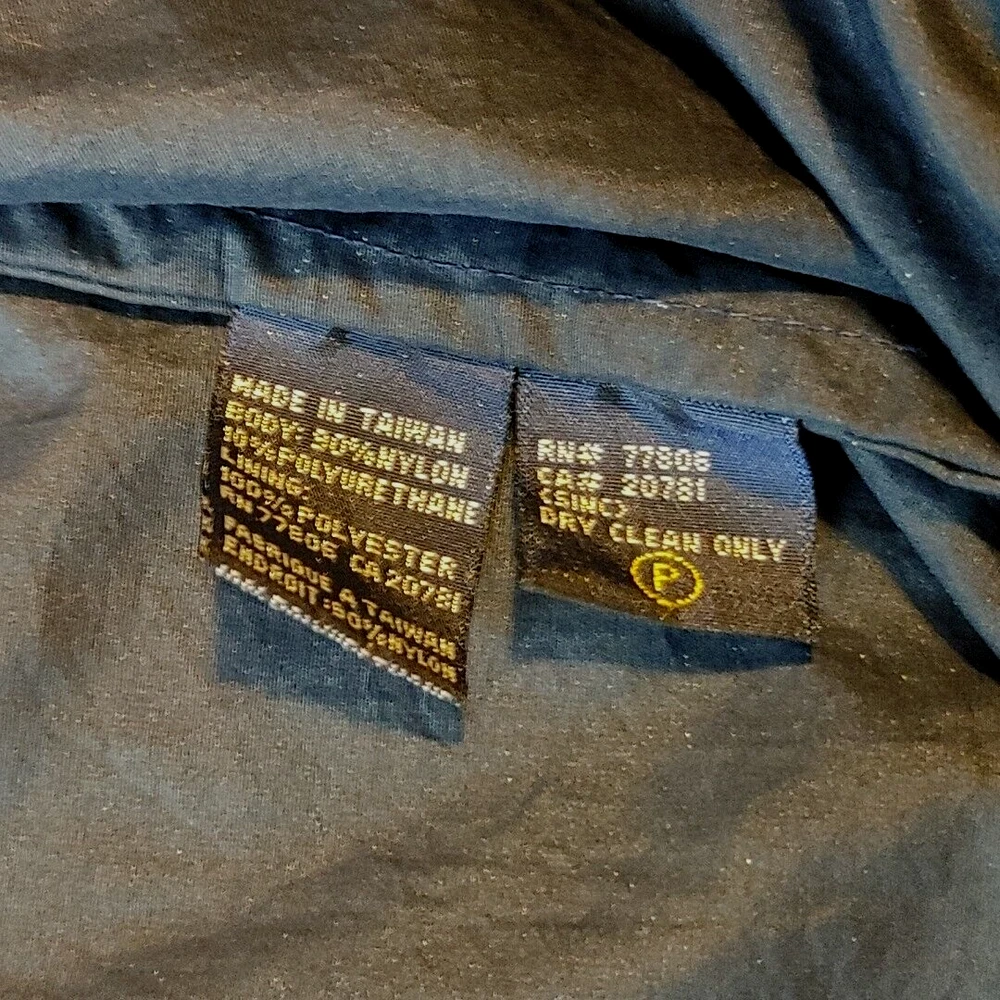 MADE IN TAIWAN
BODY: 90%NYLON
10%POLYURETHANE
LINING:
100%POLYESTER
RN 77806 CA 20781
FABRIQUE A TAIWAN
ENDROIT:90%NYLON
RN# 77806
CA# 20781
DRY CLEAN ONLY
P